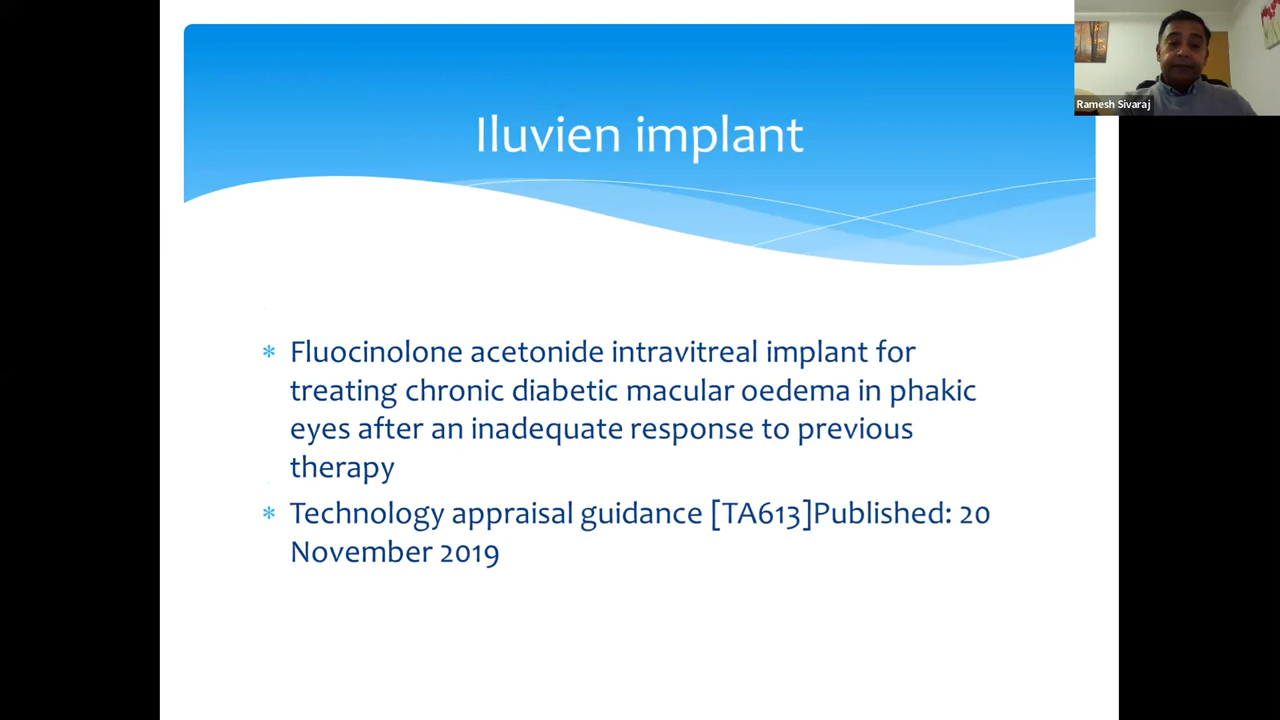 Iluvien implant
Ramesh Sivaraj
* Fluocinolone acetonide intravitreal implant for
treating chronic diabetic macular oedema in phakic
eyes after an inadequate response to previous
therapy
* Technology appraisal guidance [TA613]Published: 20
November 2019